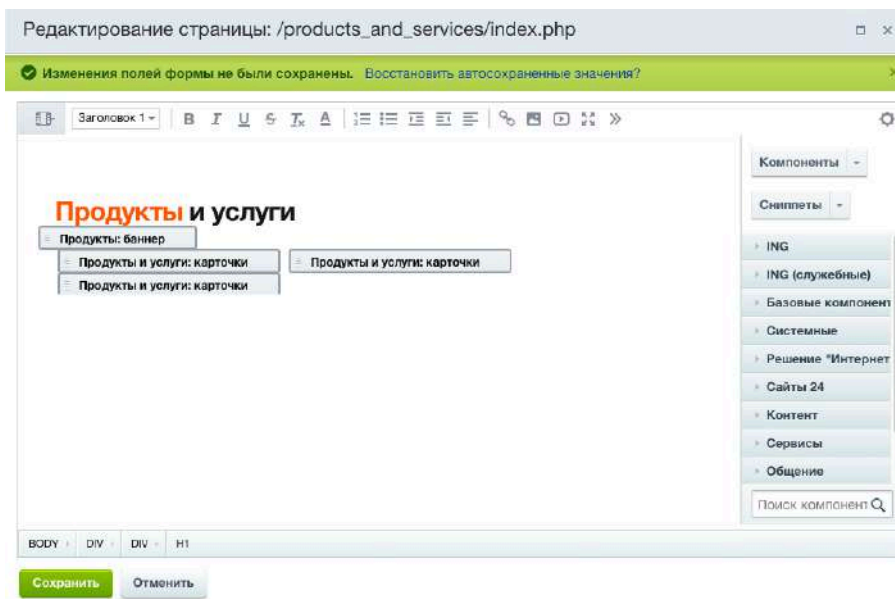 Редактирование страницы: /products_and_services/index.php
Изменения полей формы не были сохранены. Восстановить автосохраненные значения?
Заголовок 1
Компоненты
Сниппеты
Продукты и услуги
Продукты: баннер
Продукты и услуги: карточки Продукты и услуги: карточки
Продукты и услуги: карточки
ING
ING (служебные)
Базовые компонент
Системные
Решение "Интернет
Сайты 24
Контент
Сервисы
Общение
Поиск компонент
BODY DIV DIV H1
Сохранить Отменить